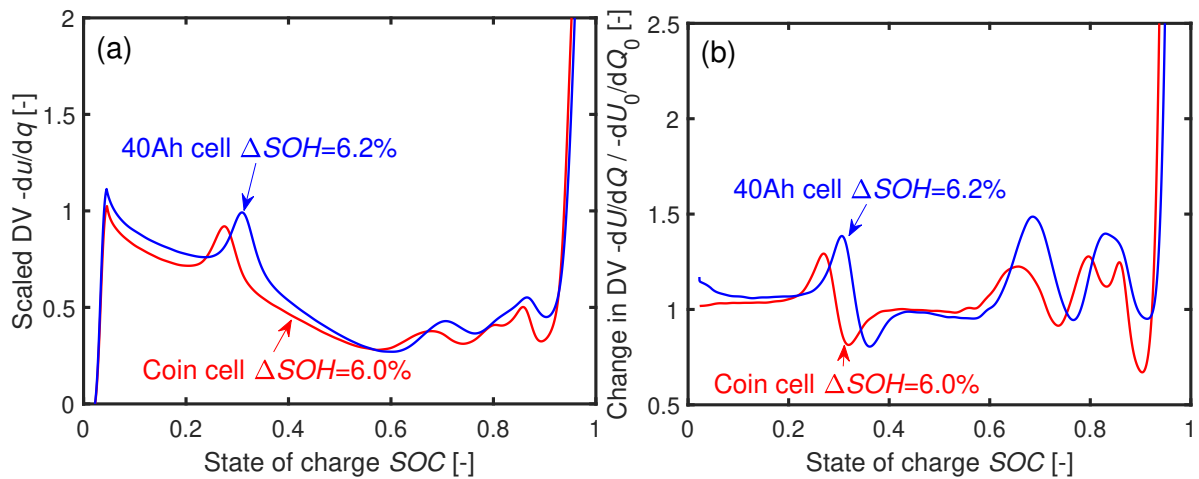 (a)
Scaled DV -du/dq [-]
2
1.5
1
0.5
0
40Ah cell ΔSOH=6.2%
Coin cell ΔSOH=6.0%
0 0.2 0.4 0.6 0.8 1
State of charge SOC [-]
(b)
Change in DV -dU/dQ / -dU₀/dQ₀ [-]
2.5
2
1.5
1
0.5
40Ah cell ΔSOH=6.2%
Coin cell ΔSOH=6.0%
0 0.2 0.4 0.6 0.8 1
State of charge SOC [-]